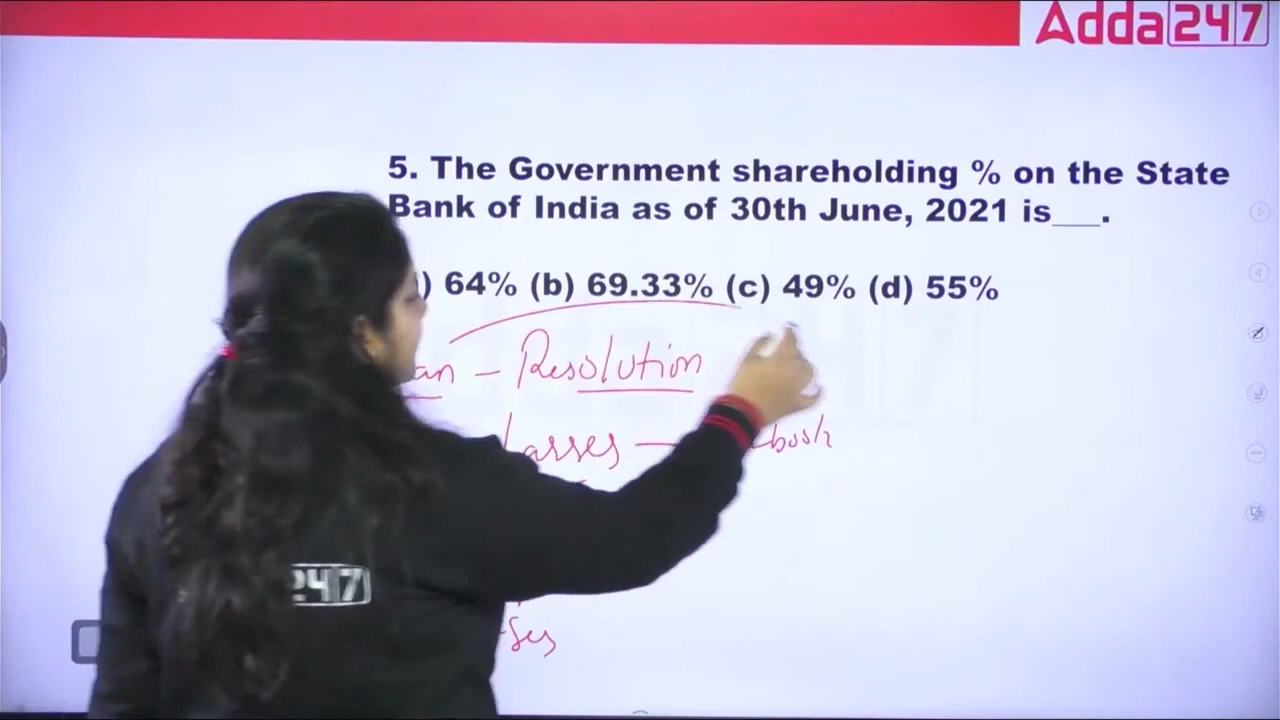 Adda247
5. The Government shareholding % on the State
Bank of India as of 30th June, 2021 is___.
) 64% (b) 69.33% (c) 49% (d) 55%
an – Resolution
247